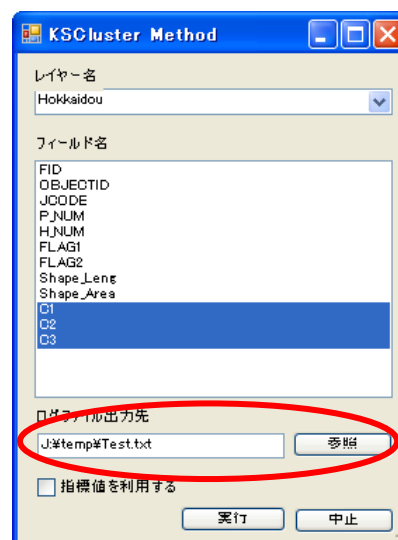 KSCluster Method
レイヤー名
Hokkaidou
フィールド名
FID
OBJECTID
JCODE
P_NUM
H_NUM
FLAG1
FLAG2
Shape_Leng
Shape_Area
C1
C2
C3
ログファイル出力先
J:¥temp¥Test.txt 参照
指標値を利用する
実行 中止